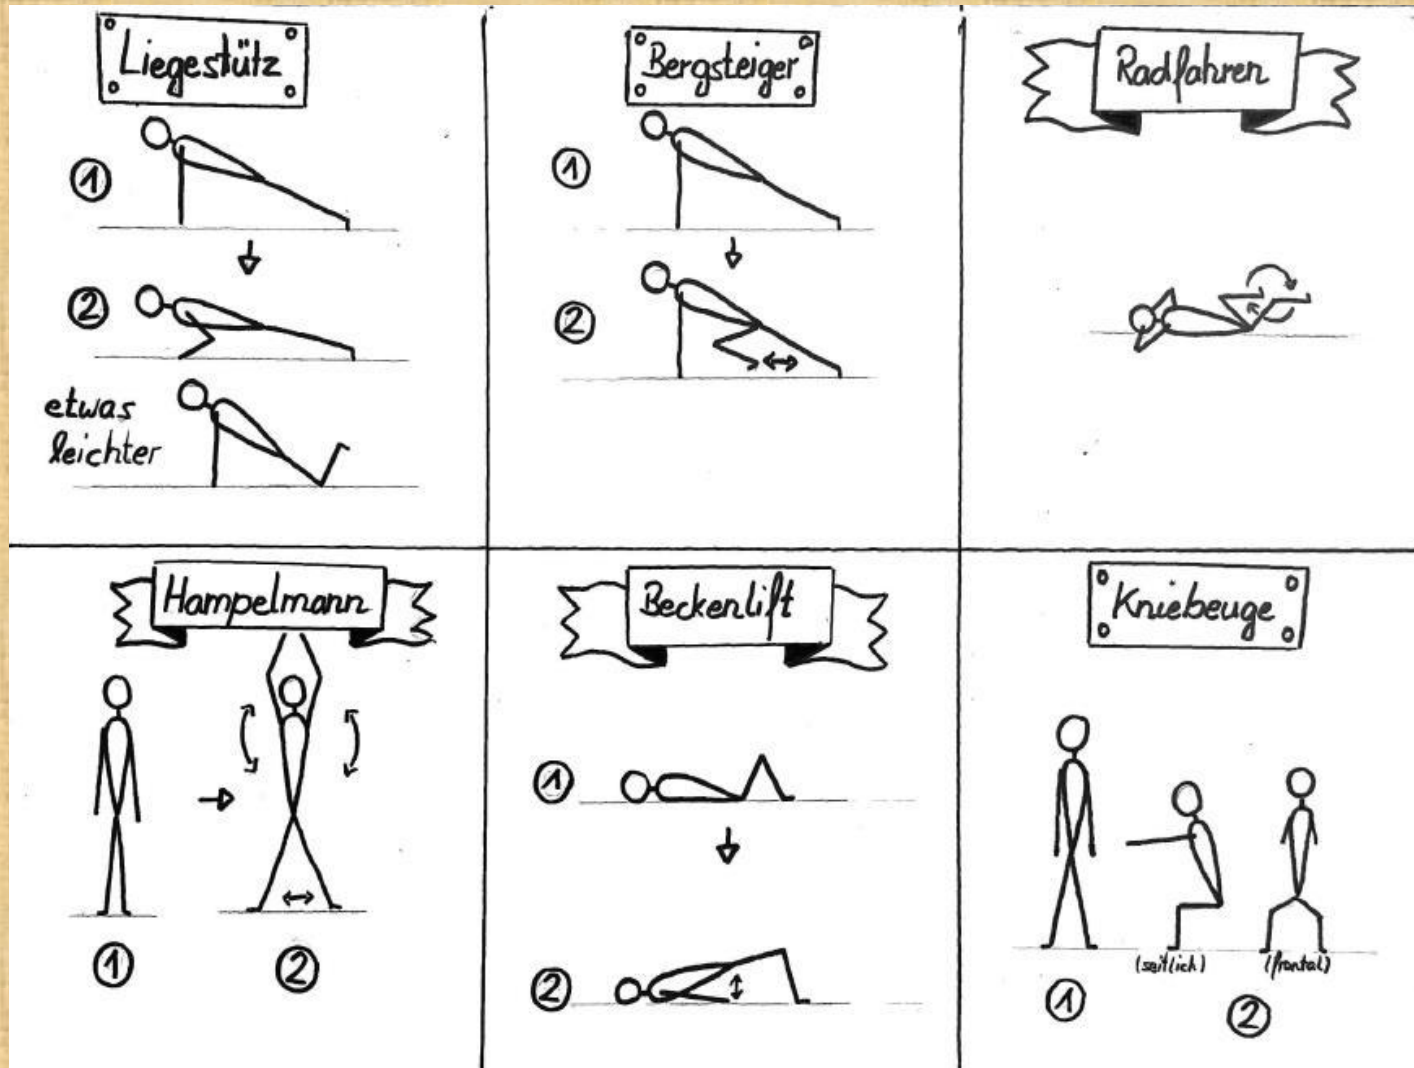 Liegestütz
1
2
etwas
leichter
Bergsteiger
1
2
Radfahren
Hampelmann
1
2
Beckenlift
1
2
Kniebeuge
(seitlich)
(frontal)
1
2